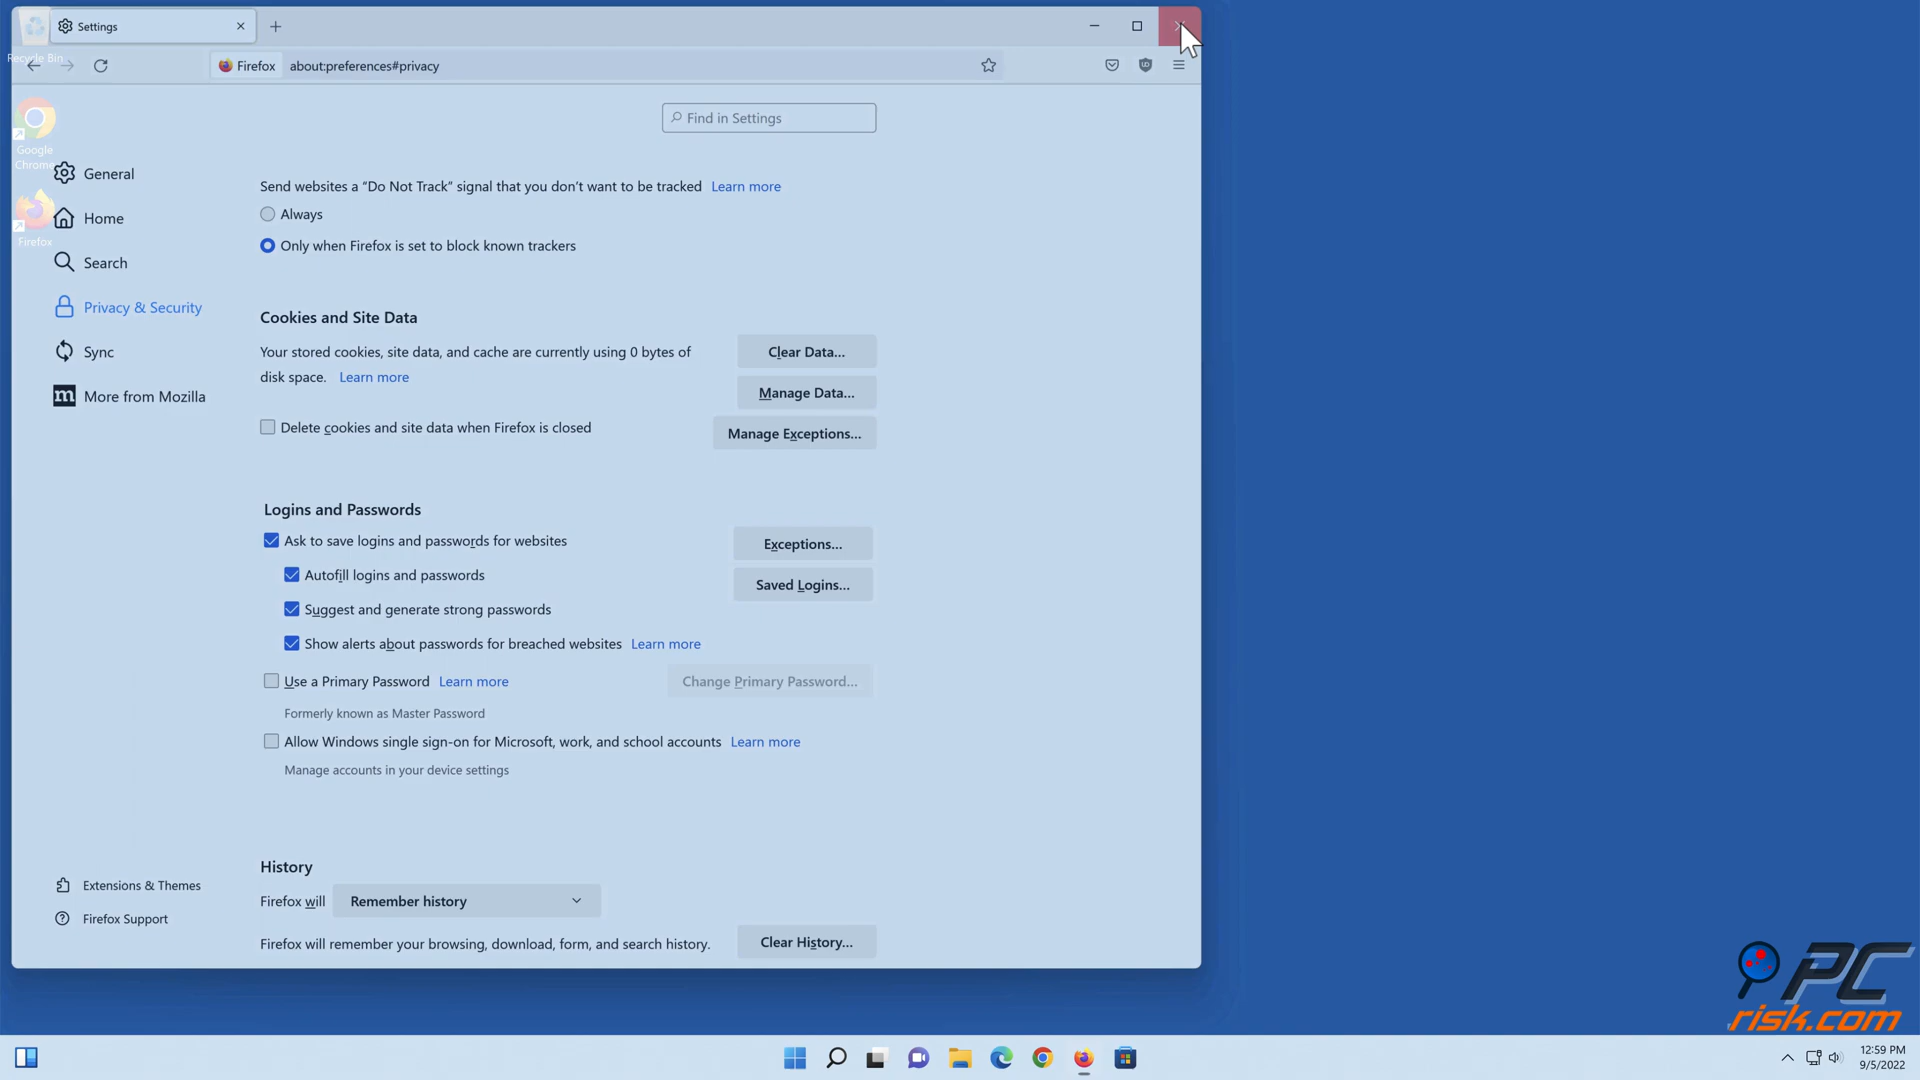 Settings
Recycle Bin
Firefox
about:preferences#privacy
Find in Settings
Google
Chrome
Firefox
General
Home
Search
Privacy & Security
Sync
More from Mozilla
Extensions & Themes
Firefox Support
Send websites a “Do Not Track” signal that you don’t want to be tracked Learn more
Always
Only when Firefox is set to block known trackers
Cookies and Site Data
Your stored cookies, site data, and cache are currently using 0 bytes of
disk space. Learn more
Clear Data...
Manage Data...
Delete cookies and site data when Firefox is closed
Manage Exceptions...
Logins and Passwords
Ask to save logins and passwords for websites
Exceptions...
Autofill logins and passwords
Saved Logins...
Suggest and generate strong passwords
Show alerts about passwords for breached websites Learn more
Use a Primary Password Learn more
Change Primary Password...
Formerly known as Master Password
Allow Windows single sign-on for Microsoft, work, and school accounts Learn more
Manage accounts in your device settings
History
Firefox will Remember history
Firefox will remember your browsing, download, form, and search history.
Clear History...
PC
risk.com
12:59 PM
9/5/2022